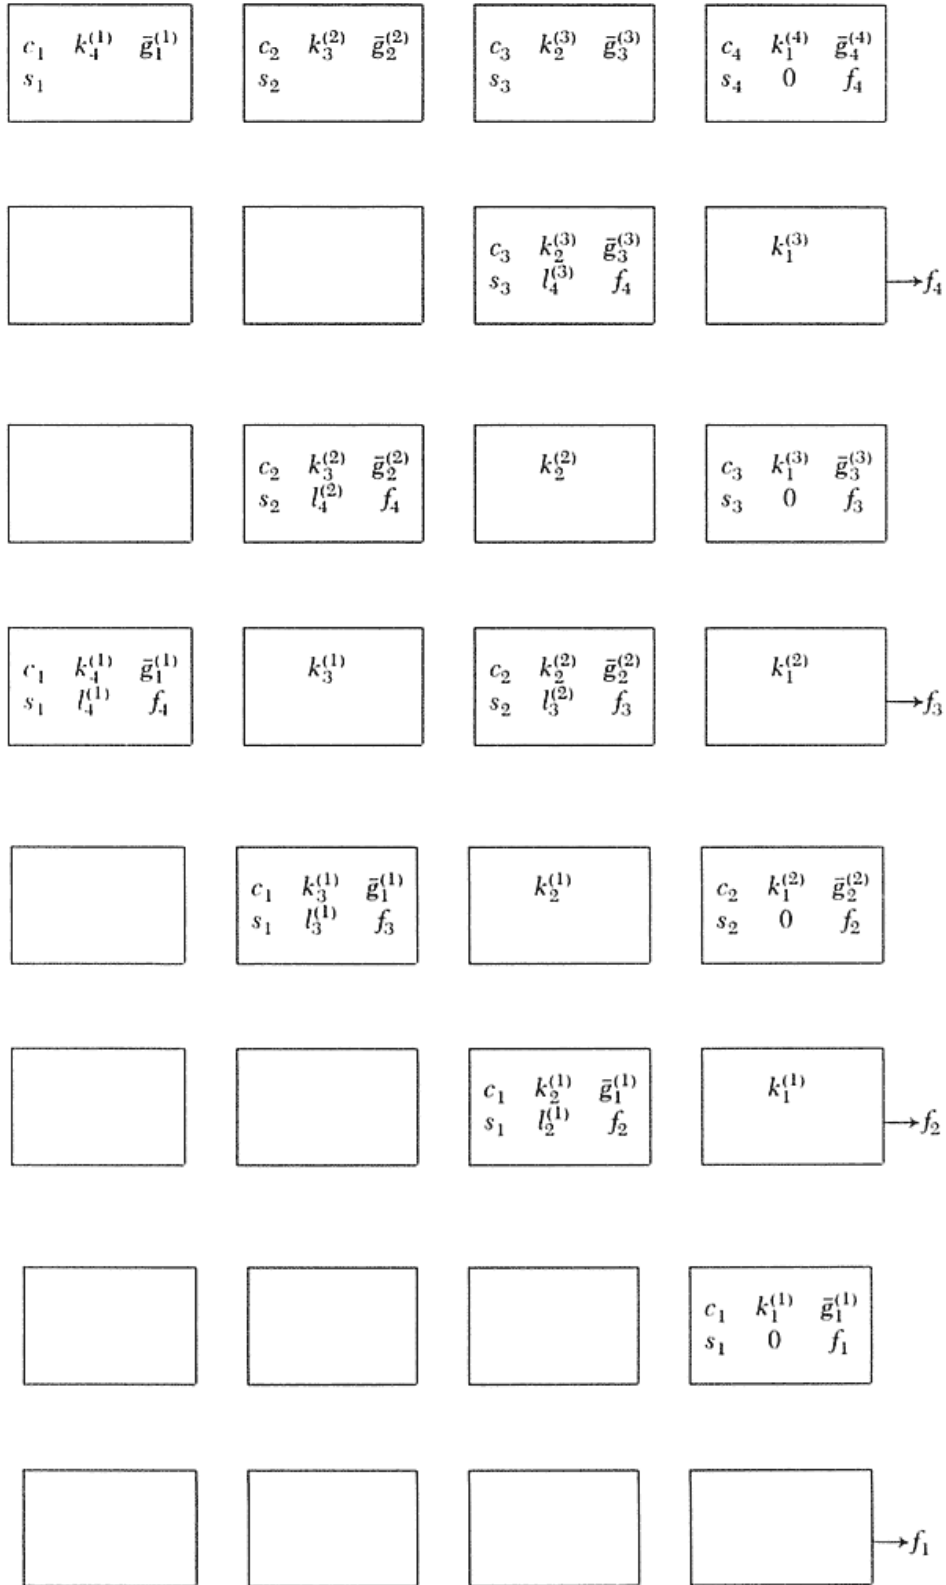 c₁ k₄⁽¹⁾ ḡ₁⁽¹⁾ c₂ k₃⁽²⁾ ḡ₂⁽²⁾ c₃ k₂⁽³⁾ ḡ₃⁽³⁾ c₄ k₁⁽⁴⁾ ḡ₄⁽⁴⁾
s₁ s₂ s₃ s₄ 0 f₄
c₃ k₂⁽³⁾ ḡ₃⁽³⁾ k₁⁽³⁾
s₃ l₄⁽³⁾ f₄ →f₄
c₂ k₃⁽²⁾ ḡ₂⁽²⁾ k₂⁽²⁾ c₃ k₁⁽³⁾ ḡ₃⁽³⁾
s₂ l₄⁽²⁾ f₄ s₃ 0 f₃
c₁ k₄⁽¹⁾ ḡ₁⁽¹⁾ k₃⁽¹⁾ c₂ k₂⁽²⁾ ḡ₂⁽²⁾ k₁⁽²⁾
s₁ l₄⁽¹⁾ f₄ s₂ l₃⁽²⁾ f₃ →f₃
c₁ k₃⁽¹⁾ ḡ₁⁽¹⁾ k₂⁽¹⁾ c₂ k₁⁽²⁾ ḡ₂⁽²⁾
s₁ l₃⁽¹⁾ f₃ s₂ 0 f₂
c₁ k₂⁽¹⁾ ḡ₁⁽¹⁾ k₁⁽¹⁾
s₁ l₂⁽¹⁾ f₂ →f₂
c₁ k₁⁽¹⁾ ḡ₁⁽¹⁾
s₁ 0 f₁
→f₁